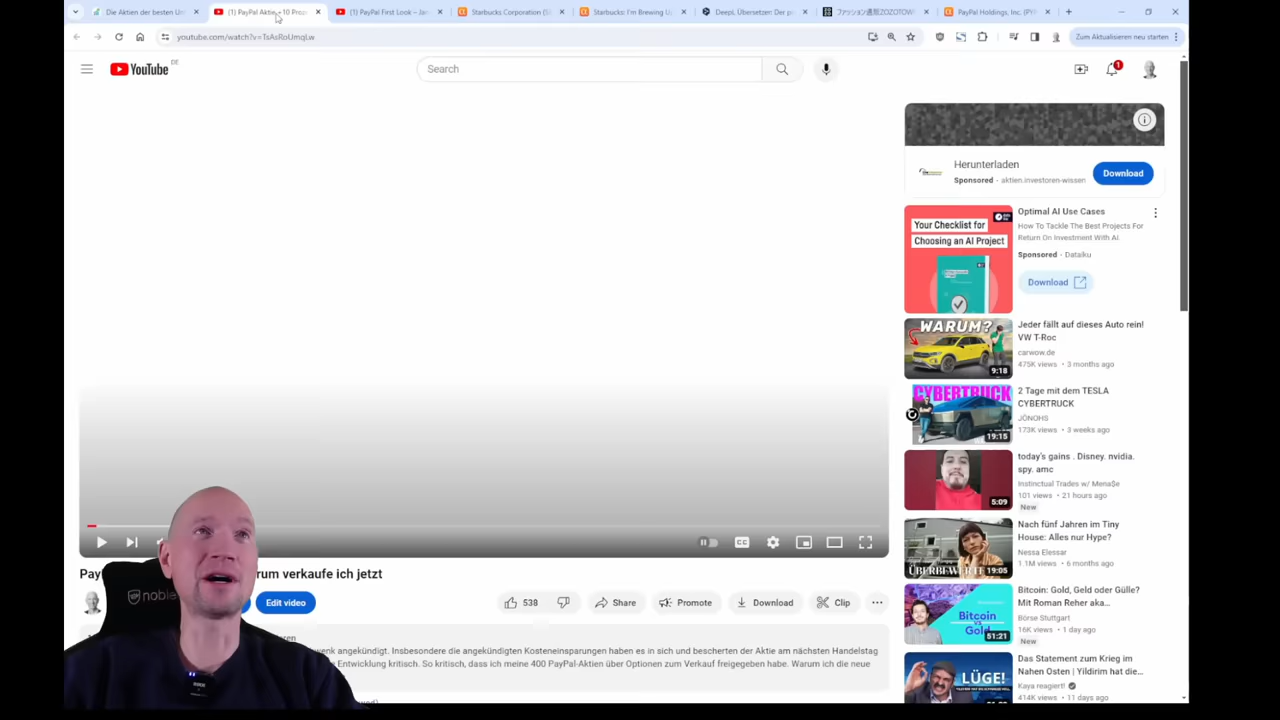 Die Aktien der besten Un
(1) PayPal Aktie +10 Proz
(1) PayPal First Look – Jan
Starbucks Corporation (S
Starbucks: I'm Brewing U
DeepL Übersetzer: Der p
ファッション通販ZOZOTOW
PayPal Holdings, Inc. (PY
youtube.com/watch?v=TsAsRoUmqLw
Zum Aktualisieren neu starten
YouTube
DE
Search
1
Herunterladen
Sponsored • aktien.investoren-wissen
Download
Your Checklist for
Choosing an AI Project
Optimal AI Use Cases
How To Tackle The Best Projects For
Return On Investment With AI.
Sponsored • Dataiku
Download
WARUM?
9:18
Jeder fällt auf dieses Auto rein!
VW T-Roc
carwow.de
475K views • 3 months ago
CYBERTRUCK
19:15
2 Tage mit dem TESLA
CYBERTRUCK
JONOHS
173K views • 3 weeks ago
5:09
today's gains . Disney. nvidia.
spy. amc
Instinctual Trades w/ Mena$e
101 views • 21 hours ago
New
ÜBERBEWERTET
19:05
Nach fünf Jahren im Tiny
House: Alles nur Hype?
Nessa Elessar
1.1M views • 6 months ago
Bitcoin
vs
Gold
51:21
Bitcoin: Gold, Geld oder Gülle?
Mit Roman Reher aka...
Börse Stuttgart
16K views • 1 day ago
New
LÜGE!
Das Statement zum Krieg im
Nahen Osten | Yildirim hat die...
Kaya reagiert!
414K views • 11 days ago
CC
Pay
rum verkaufe ich jetzt
noble
Edit video
538
Share
Promote
Download
Clip
ren
enk angekündigt. Insbesondere die angekündigten Kosteneinsparungen haben es in sich und bescherten der Aktie am nächsten Handelstag
e Entwicklung kritisch. So kritisch, dass ich meine 400 PayPal-Aktien über Optionen zum Verkauf freigegeben habe. Warum ich die neue